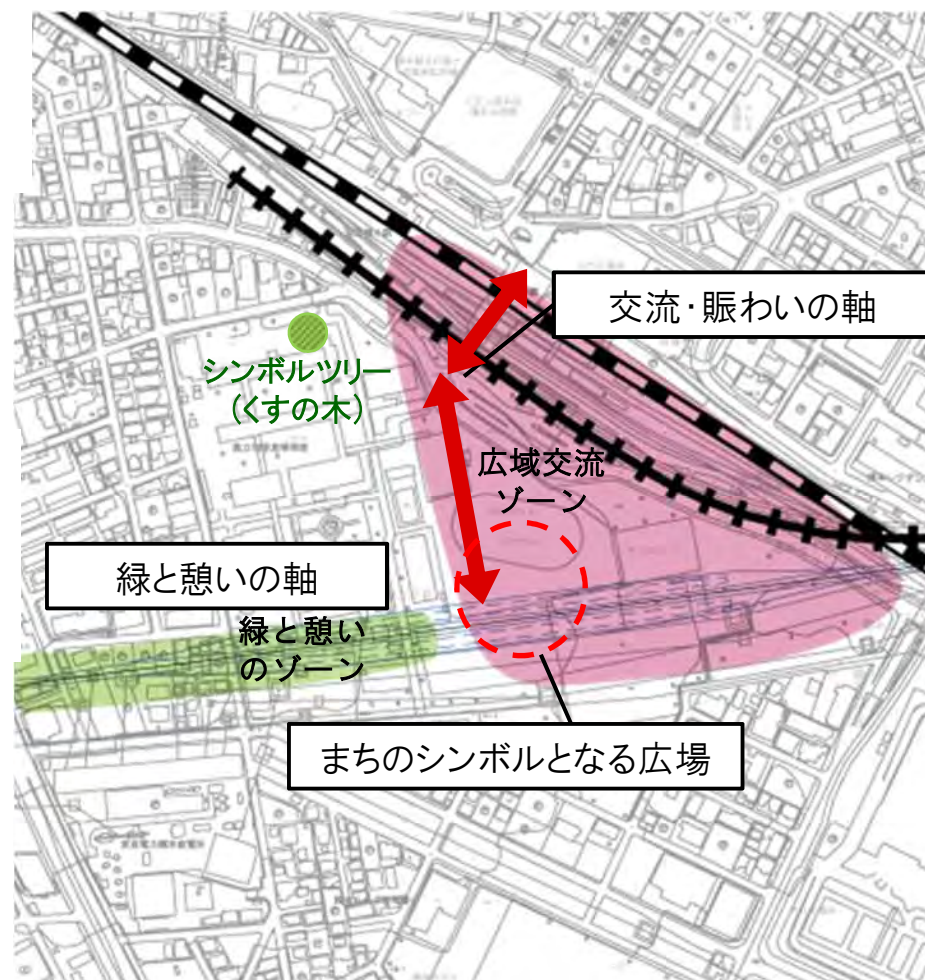 交流・賑わいの軸
シンボルツリー
(くすの木)
広域交流
ゾーン
緑と憩いの軸
緑と憩い
のゾーン
まちのシンボルとなる広場